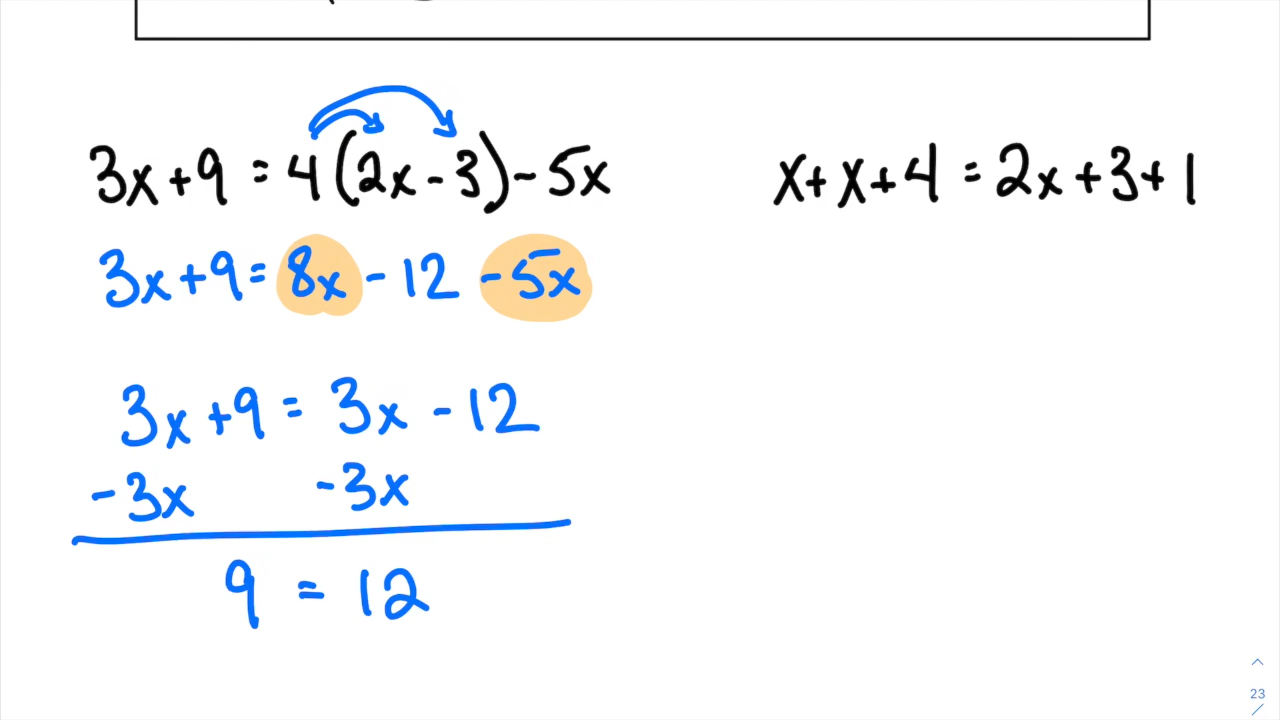 3x+9=4(2x-3)-5x
3x+9=8x-12-5x
3x+9=3x-12
-3x -3x
9=12
x+x+4=2x+3+1
23